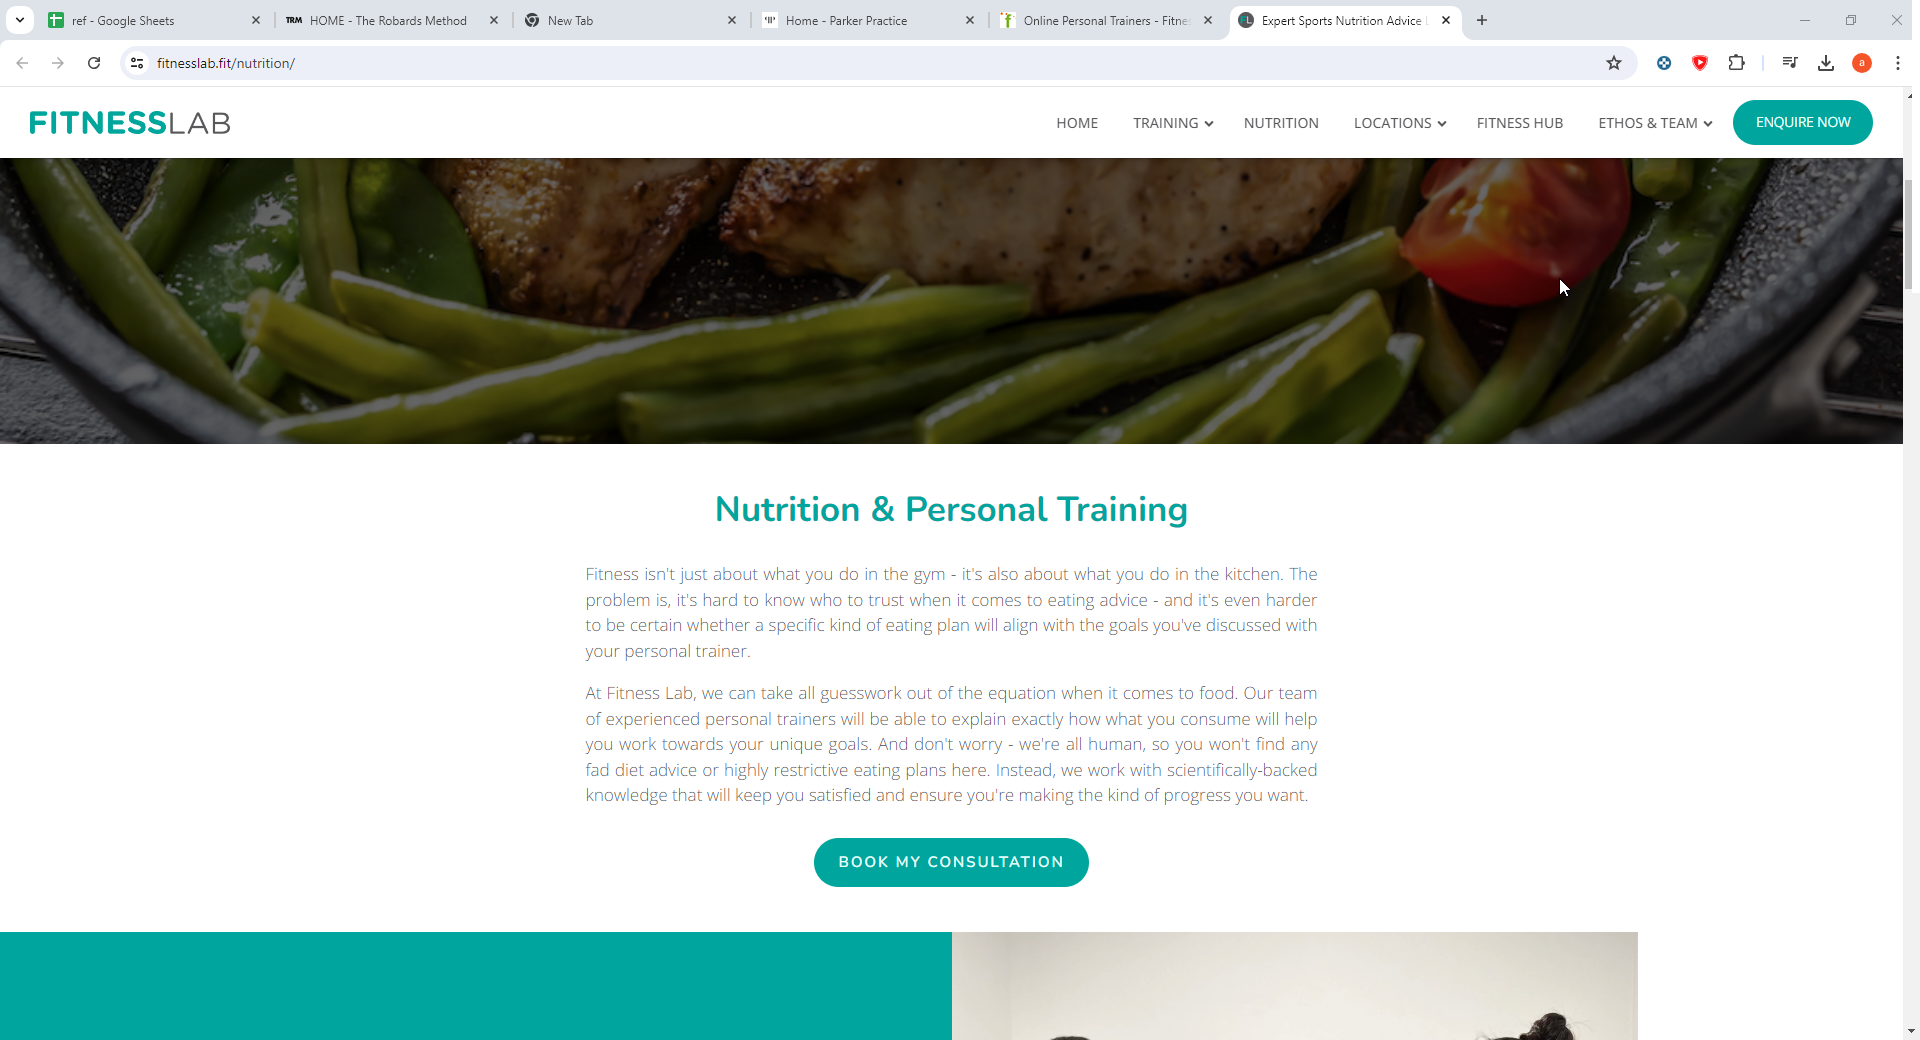 ref - Google Sheets
TRM HOME - The Robards Method
New Tab
Home - Parker Practice
Online Personal Trainers - Fitne
Expert Sports Nutrition Advice
fitnesslab.fit/nutrition/
a
FITNESSLAB
HOME
TRAINING
NUTRITION
LOCATIONS
FITNESS HUB
ETHOS & TEAM
ENQUIRE NOW
Nutrition & Personal Training
Fitness isn't just about what you do in the gym - it's also about what you do in the kitchen. The
problem is, it's hard to know who to trust when it comes to eating advice - and it's even harder
to be certain whether a specific kind of eating plan will align with the goals you've discussed with
your personal trainer.
At Fitness Lab, we can take all guesswork out of the equation when it comes to food. Our team
of experienced personal trainers will be able to explain exactly how what you consume will help
you work towards your unique goals. And don't worry - we're all human, so you won't find any
fad diet advice or highly restrictive eating plans here. Instead, we work with scientifically-backed
knowledge that will keep you satisfied and ensure you're making the kind of progress you want.
BOOK MY CONSULTATION